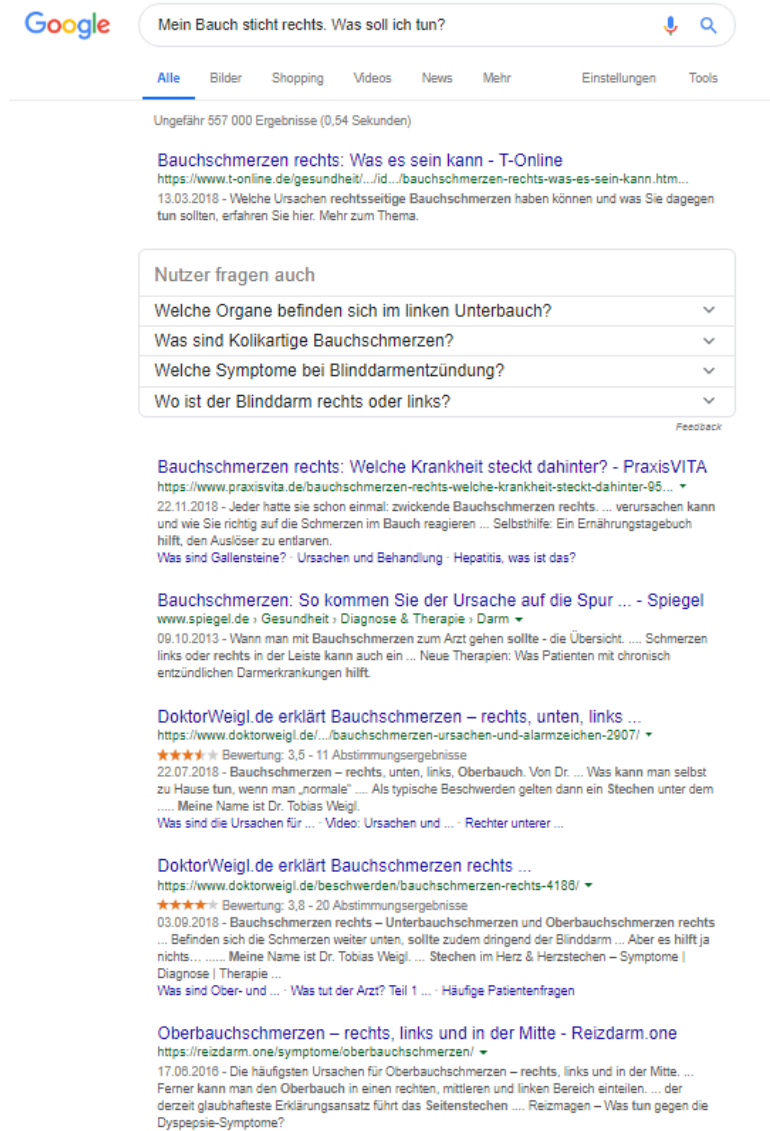 Google
Mein Bauch sticht rechts. Was soll ich tun?
Alle Bilder Shopping Videos News Mehr Einstellungen Tools
Ungefähr 557 000 Ergebnisse (0,54 Sekunden)
Bauchschmerzen rechts: Was es sein kann - T-Online
https://www.t-online.de/gesundheit/.../id.../bauchschmerzen-rechts-was-es-sein-kann.htm...
13.03.2018 - Welche Ursachen rechtsseitige Bauchschmerzen haben können und was Sie dagegen
tun sollten, erfahren Sie hier. Mehr zum Thema.
Nutzer fragen auch
Welche Organe befinden sich im linken Unterbauch?
Was sind Kolikartige Bauchschmerzen?
Welche Symptome bei Blinddarmentzündung?
Wo ist der Blinddarm rechts oder links?
Feedback
Bauchschmerzen rechts: Welche Krankheit steckt dahinter? - PraxisVITA
https://www.praxisvita.de/bauchschmerzen-rechts-welche-krankheit-steckt-dahinter-95...
22.11.2018 - Jeder hatte sie schon einmal: zwickende Bauchschmerzen rechts. ... verursachen kann
und wie Sie richtig auf die Schmerzen im Bauch reagieren ... Selbsthilfe: Ein Ernährungstagebuch
hilft, den Auslöser zu entlarven.
Was sind Gallensteine? · Ursachen und Behandlung · Hepatitis, was ist das?
Bauchschmerzen: So kommen Sie der Ursache auf die Spur ... - Spiegel
www.spiegel.de › Gesundheit › Diagnose & Therapie › Darm
09.10.2013 - Wann man mit Bauchschmerzen zum Arzt gehen sollte - die Übersicht. .... Schmerzen
links oder rechts in der Leiste kann auch ein ... Neue Therapien: Was Patienten mit chronisch
entzündlichen Darmerkrankungen hilft.
DoktorWeigl.de erklärt Bauchschmerzen – rechts, unten, links ...
https://www.doktorweigl.de/.../bauchschmerzen-ursachen-und-alarmzeichen-2907/
Bewertung: 3,5 - 11 Abstimmungsergebnisse
22.07.2018 - Bauchschmerzen – rechts, unten, links, Oberbauch. Von Dr. ... Was kann man selbst
zu Hause tun, wenn man „normale" .... Als typische Beschwerden gelten dann ein Stechen unter dem
..... Meine Name ist Dr. Tobias Weigl.
Was sind die Ursachen für ... · Video: Ursachen und ... · Rechter unterer ...
DoktorWeigl.de erklärt Bauchschmerzen rechts ...
https://www.doktorweigl.de/beschwerden/bauchschmerzen-rechts-4186/
Bewertung: 3,8 - 20 Abstimmungsergebnisse
03.09.2018 - Bauchschmerzen rechts – Unterbauchschmerzen und Oberbauchschmerzen rechts
... Befinden sich die Schmerzen weiter unten, sollte zudem dringend der Blinddarm ... Aber es hilft ja
nichts... ...... Meine Name ist Dr. Tobias Weigl. ... Stechen im Herz & Herzstechen – Symptome |
Diagnose | Therapie ...
Was sind Ober- und ... · Was tut der Arzt? Teil 1 ... · Häufige Patientenfragen
Oberbauchschmerzen – rechts, links und in der Mitte - Reizdarm.one
https://reizdarm.one/symptome/oberbauchschmerzen/
17.06.2016 - Die häufigsten Ursachen für Oberbauchschmerzen – rechts, links und in der Mitte. ...
Ferner kann man den Oberbauch in einen rechten, mittleren und linken Bereich einteilen. ... der
derzeit glaubhafteste Erklärungsansatz führt das Seitenstechen .... Reizmagen – Was tun gegen die
Dyspepsie-Symptome?